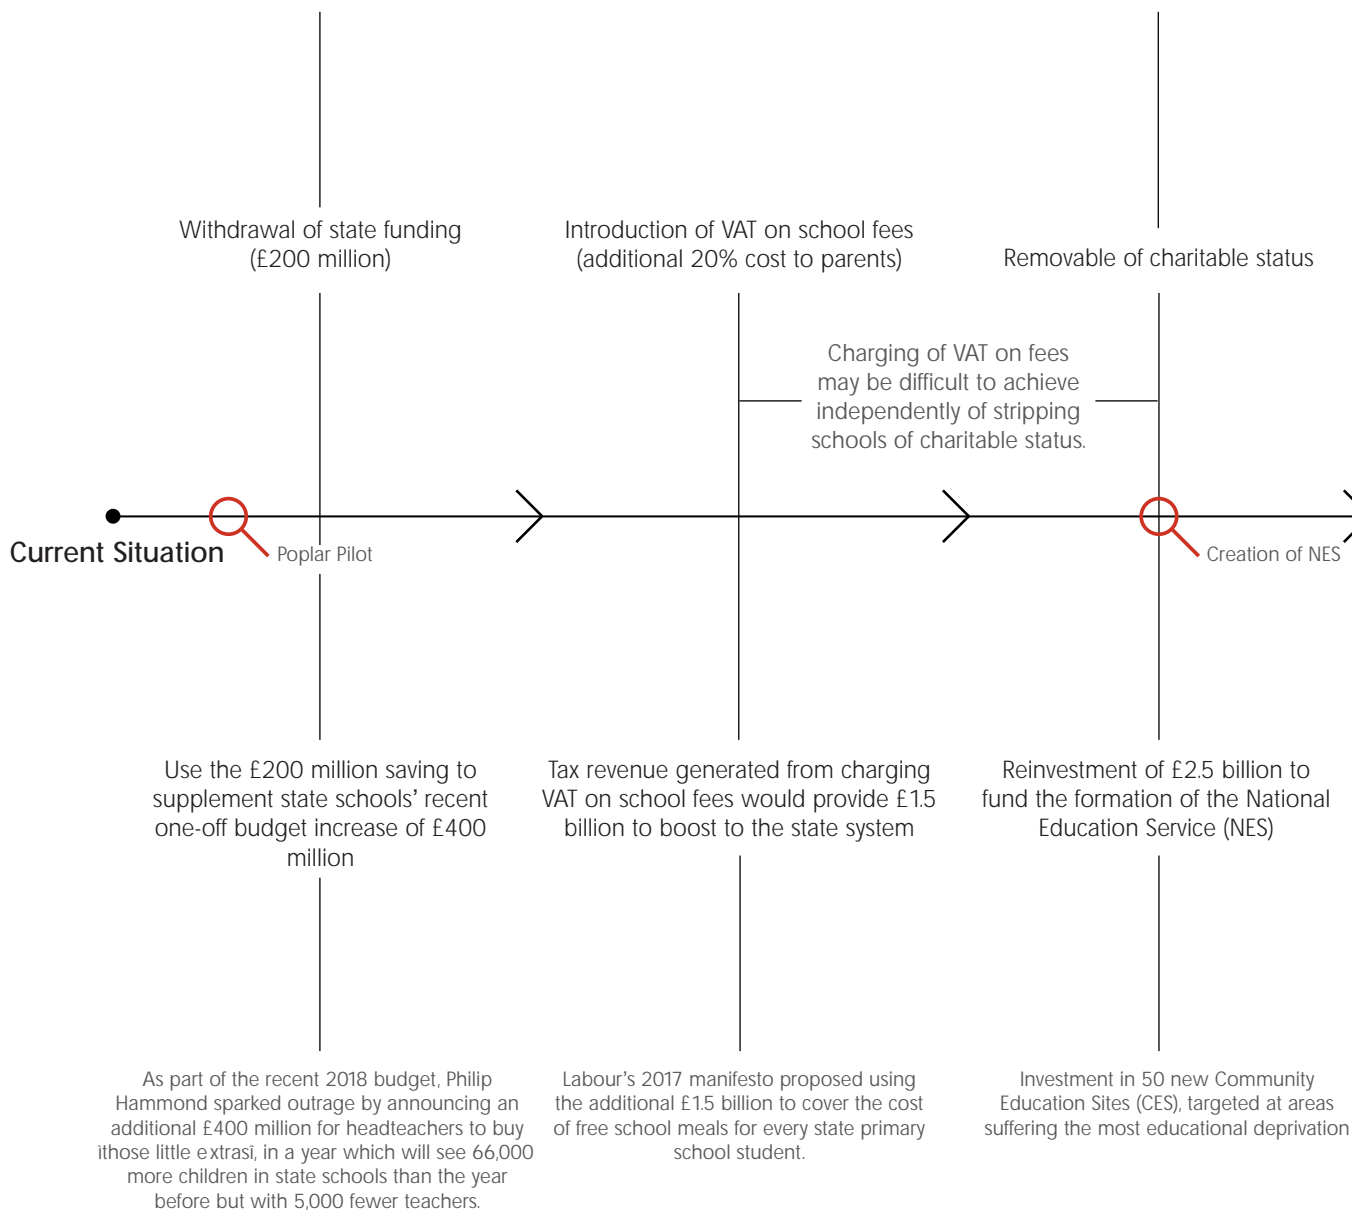 Withdrawal of state funding
(£200 million)
Introduction of VAT on school fees
(additional 20% cost to parents)
Removable of charitable status
Charging of VAT on fees
may be difficult to achieve
independently of stripping
schools of charitable status.
Current Situation
Poplar Pilot
Creation of NES
Use the £200 million saving to
supplement state schools’ recent
one-off budget increase of £400
million
Tax revenue generated from charging
VAT on school fees would provide £1.5
billion to boost to the state system
Reinvestment of £2.5 billion to
fund the formation of the National
Education Service (NES)
As part of the recent 2018 budget, Philip
Hammond sparked outrage by announcing an
additional £400 million for headteachers to buy
ìthose little extrasî, in a year which will see 66,000
more children in state schools than the year
before but with 5,000 fewer teachers.
Labour’s 2017 manifesto proposed using
the additional £1.5 billion to cover the cost
of free school meals for every state primary
school student.
Investment in 50 new Community
Education Sites (CES), targeted at areas
suffering the most educational deprivation